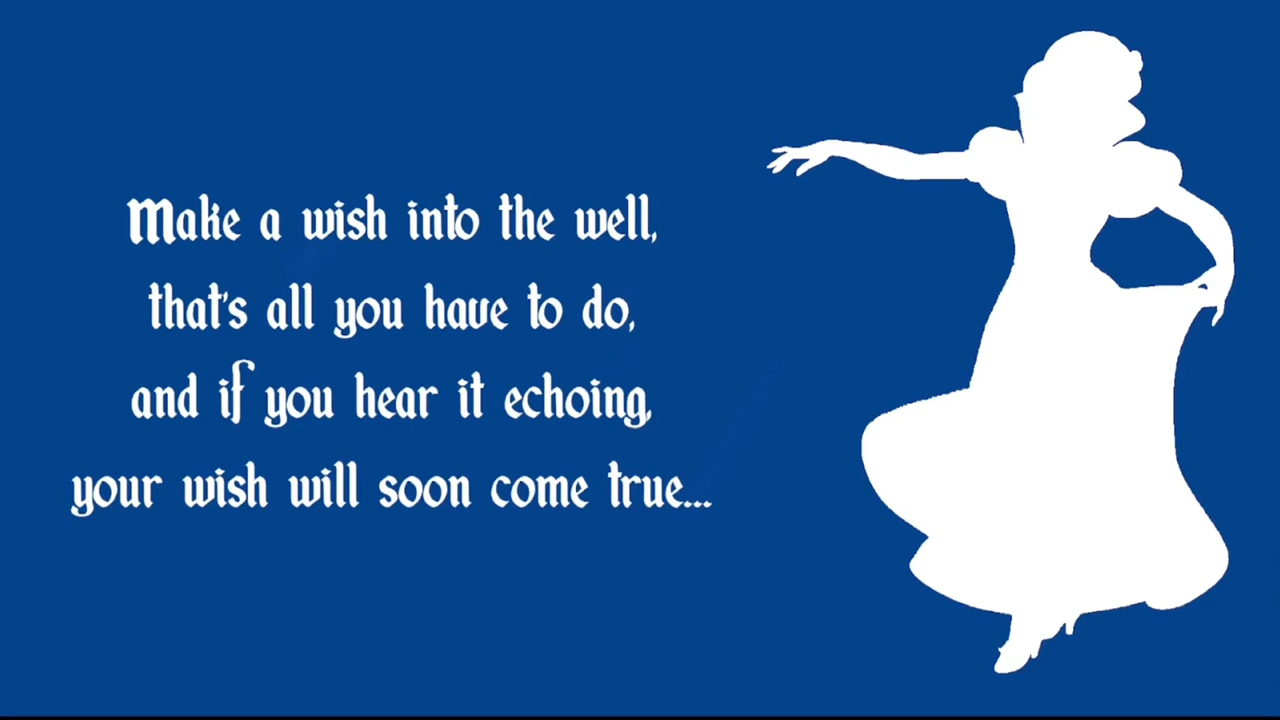 Make a wish into the well,
that's all you have to do,
and if you hear it echoing,
your wish will soon come true...